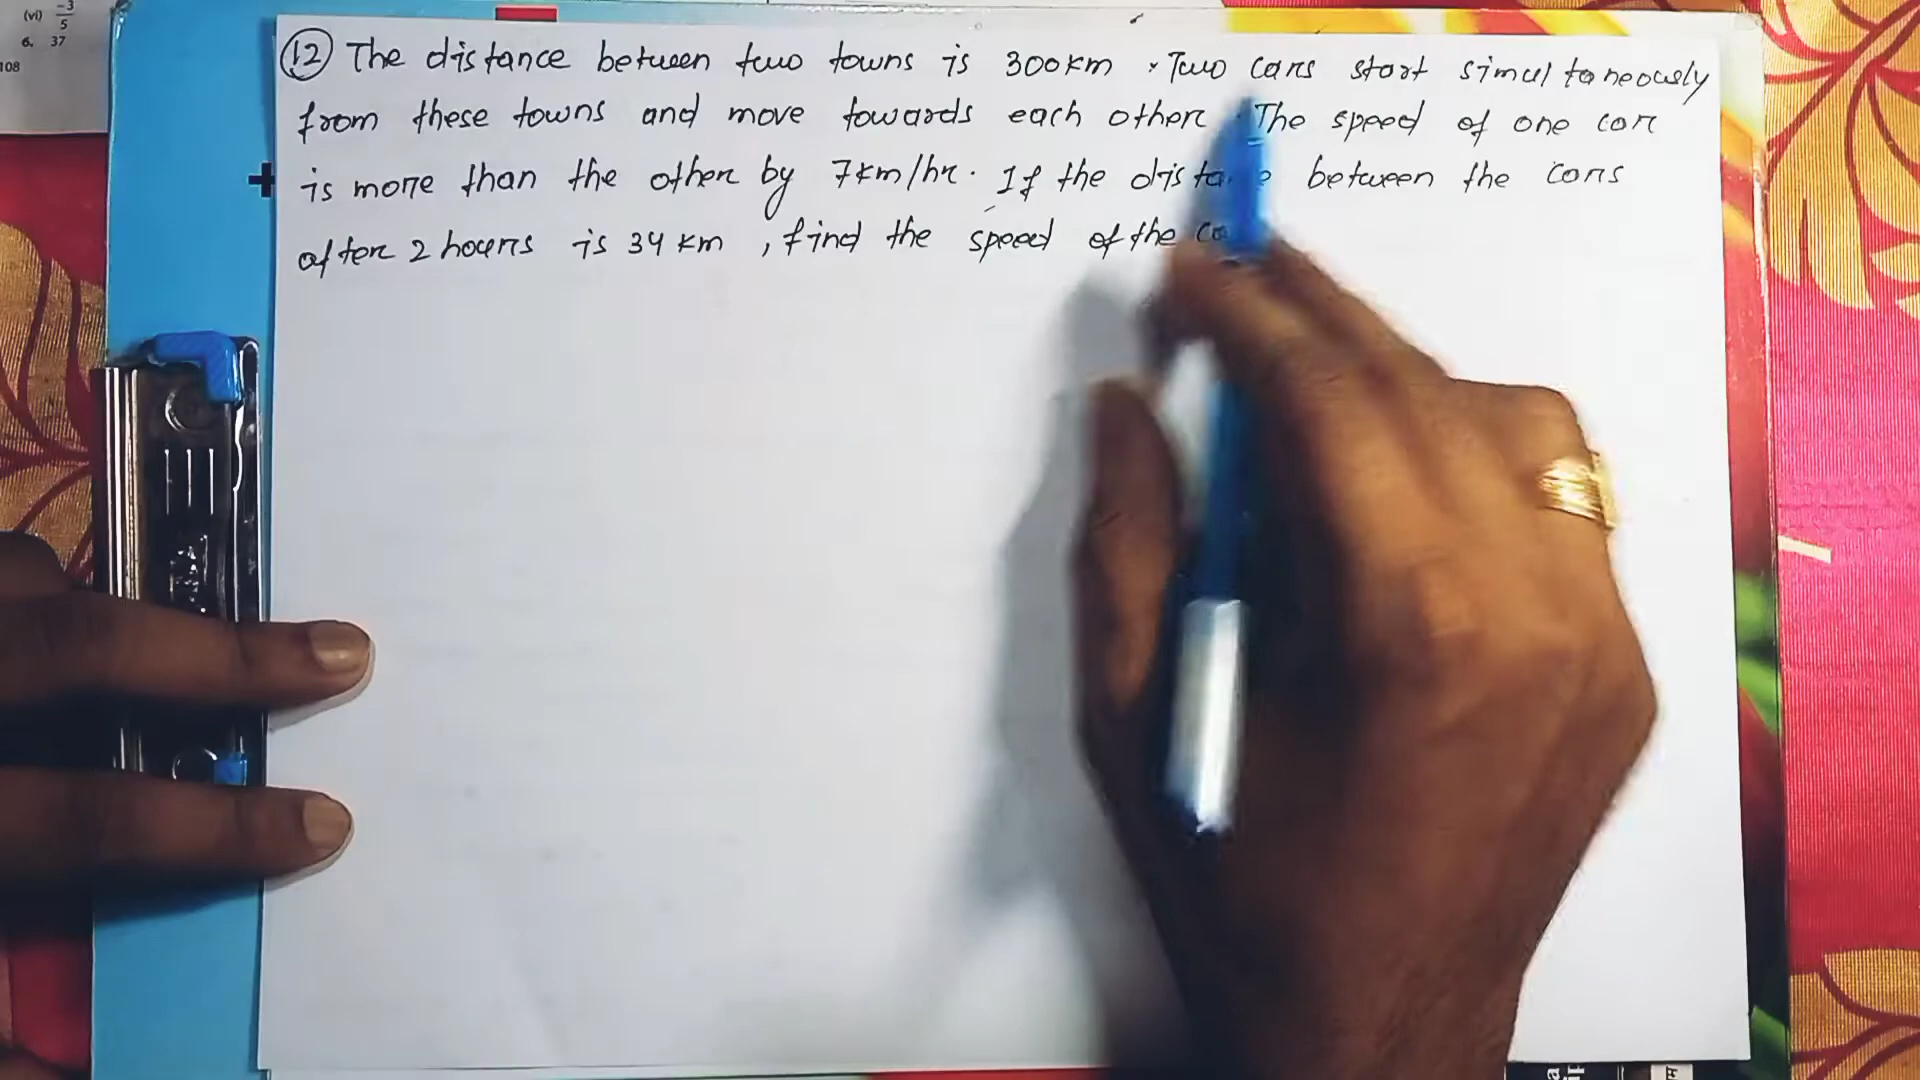 (vi) -3/5
6. 37
108
(12) The distance between two towns is 300km . Two cars start simultaneously
from these towns and move towards each other. The speed of one car
is more than the other by 7km/hr. If the distance between the cars
after 2 hours is 34 km , find the speed of the